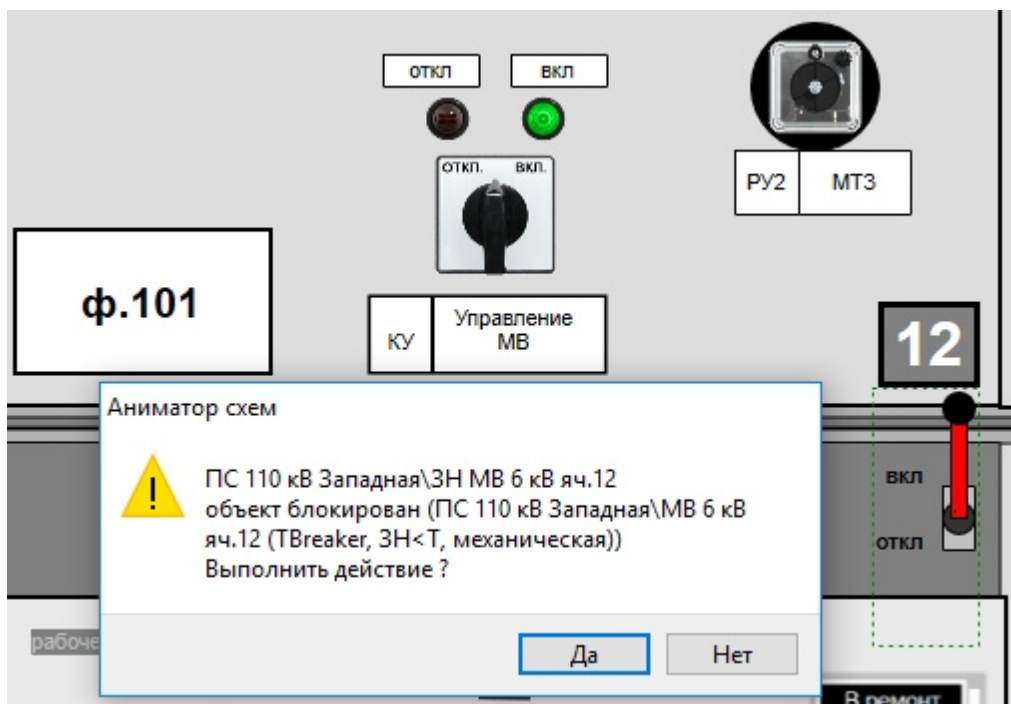 откл вкл
ОТКЛ. ВКЛ.
РУ2 МТЗ
ф.101
КУ Управление
МВ
12
Аниматор схем
ПС 110 кВ Западная\ЗН МВ 6 кВ яч.12
объект блокирован (ПС 110 кВ Западная\МВ 6 кВ
яч.12 (TBreaker, ЗН<Т, механическая))
Выполнить действие ?
вкл
откл
Да Нет
В ремонт